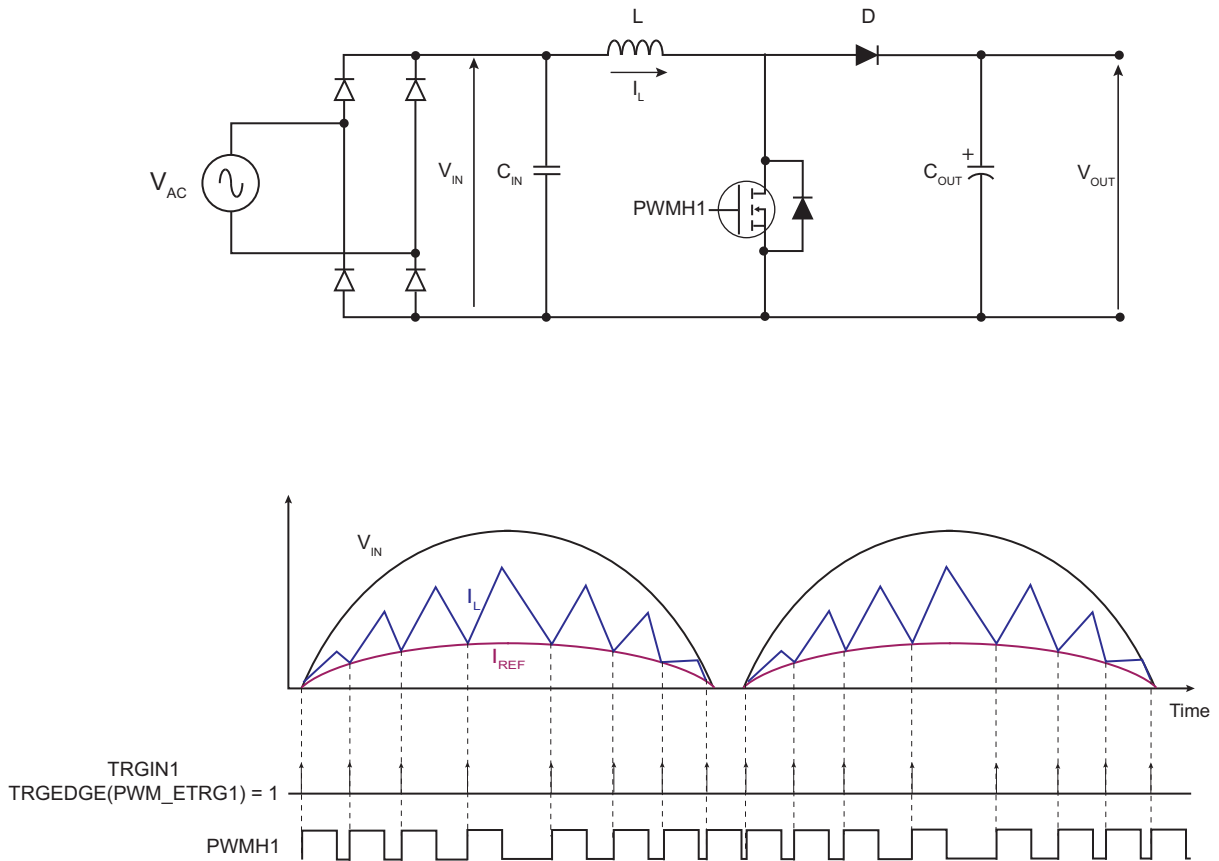 L
D
I_L
V_AC
V_IN
C_IN
PWMH1
+
C_OUT
V_OUT
V_IN
I_L
I_REF
Time
TRGIN1
TRGEDGE(PWM_ETRG1) = 1
PWMH1